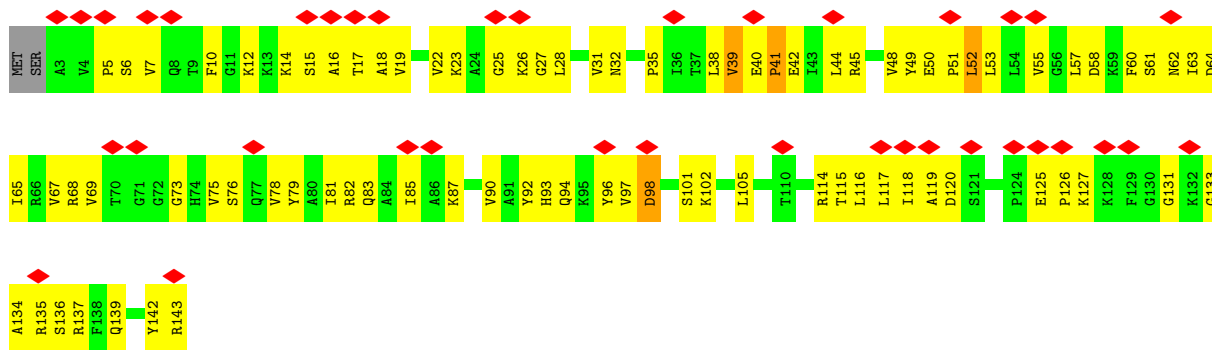 MET SER A3 V4 P5 S6 V7 Q8 T9 F10 G11 K12 K13 K14 S15 A16 T17 A18 V19 V22 K23 A24 G25 K26 G27 L28 V31 N32 P35 I36 T37 L38 V39 E40 P41 E42 I43 L44 R45 V48 Y49 E50 P51 L52 L53 L54 V55 G56 L57 D58 K59 F60 S61 N62 I63 D64
I65 R66 V67 R68 V69 T70 G71 G72 G73 H74 V75 S76 Q77 V78 Y79 A80 I81 R82 Q83 A84 I85 A86 K87 V90 A91 Y92 H93 Q94 K95 Y96 V97 D98 S101 K102 L105 T110 R114 T115 L116 L117 I118 A119 D120 S121 P124 E125 P126 K127 K128 F129 G130 G131 K132 G133
A134 R135 S136 R137 F138 Q139 Y142 R143